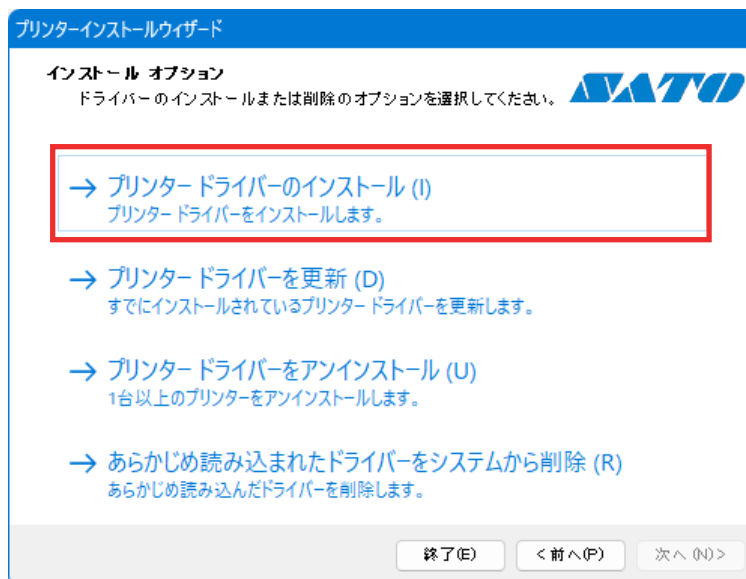 プリンターインストールウィザード
インストール オプション
ドライバーのインストールまたは削除のオプションを選択してください。
SATO
→ プリンター ドライバーのインストール (I)
プリンター ドライバーをインストールします。
→ プリンター ドライバーを更新 (D)
すでにインストールされているプリンター ドライバーを更新します。
→ プリンター ドライバーをアンインストール (U)
1台以上のプリンターをアンインストールします。
→ あらかじめ読み込まれたドライバーをシステムから削除 (R)
あらかじめ読み込んだドライバーを削除します。
終了(E) <前へ(P) 次へ(N)>